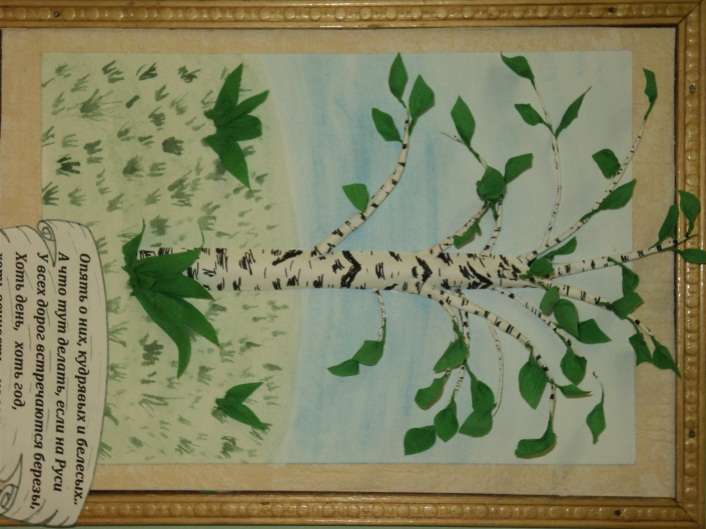 Опять о них, кудрявых и белесых..
А что тут делать, если на Руси
У всех дорог встречаются березы,
Хоть день, хоть год,